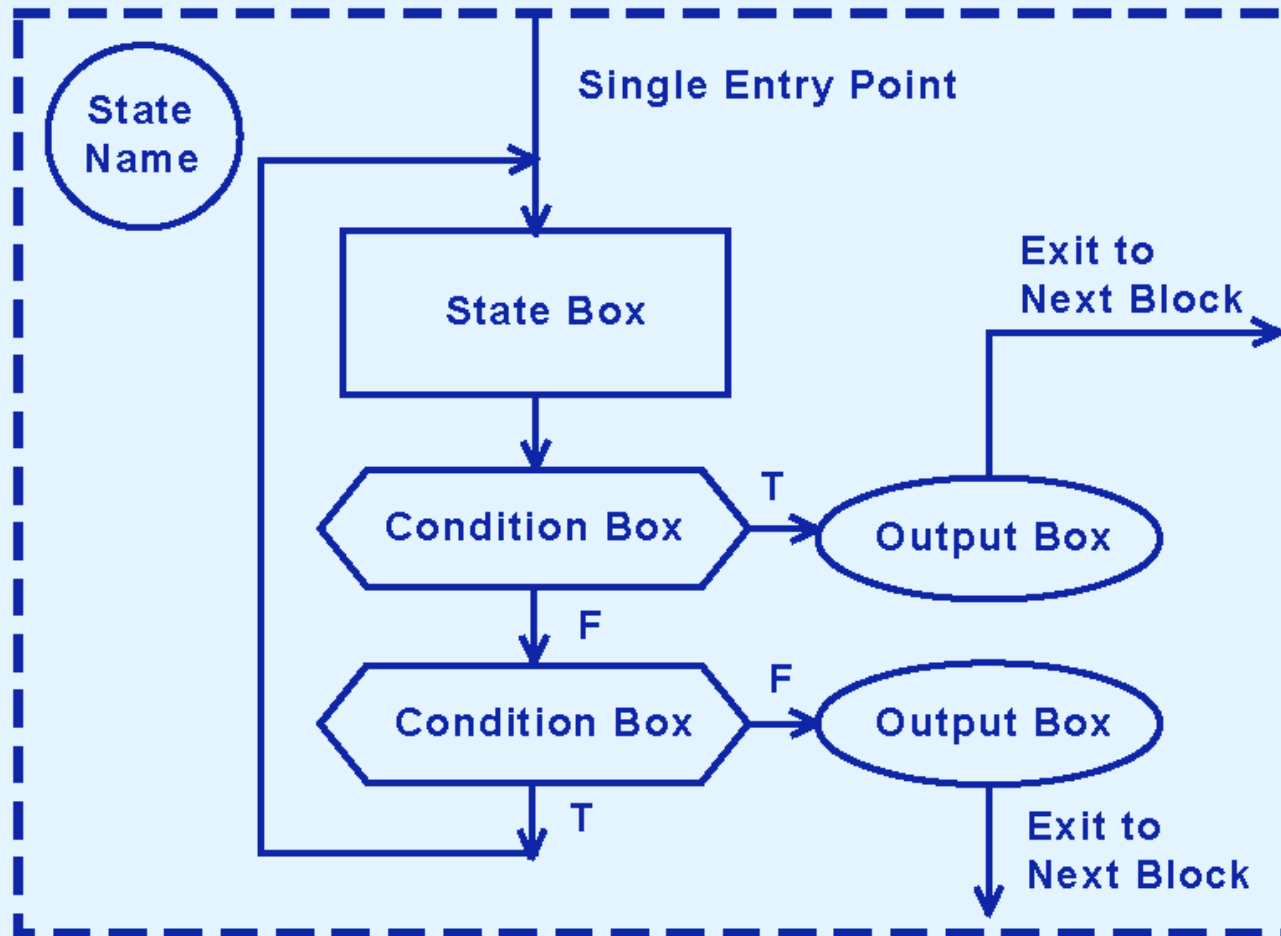 State
Name
Single Entry Point
State Box
Exit to
Next Block
Condition Box
T
Output Box
F
Condition Box
F
Output Box
T
Exit to
Next Block